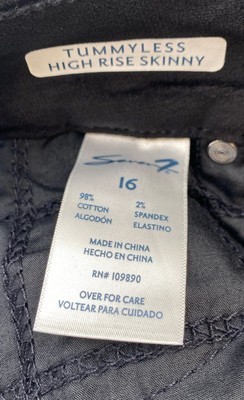 TUMMYLESS
HIGH RISE SKINNY
Seven7
16
98% 2%
COTTON SPANDEX
ALGODÓN ELASTINO
MADE IN CHINA
HECHO EN CHINA
RN# 109890
OVER FOR CARE
VOLTEAR PARA CUIDADO